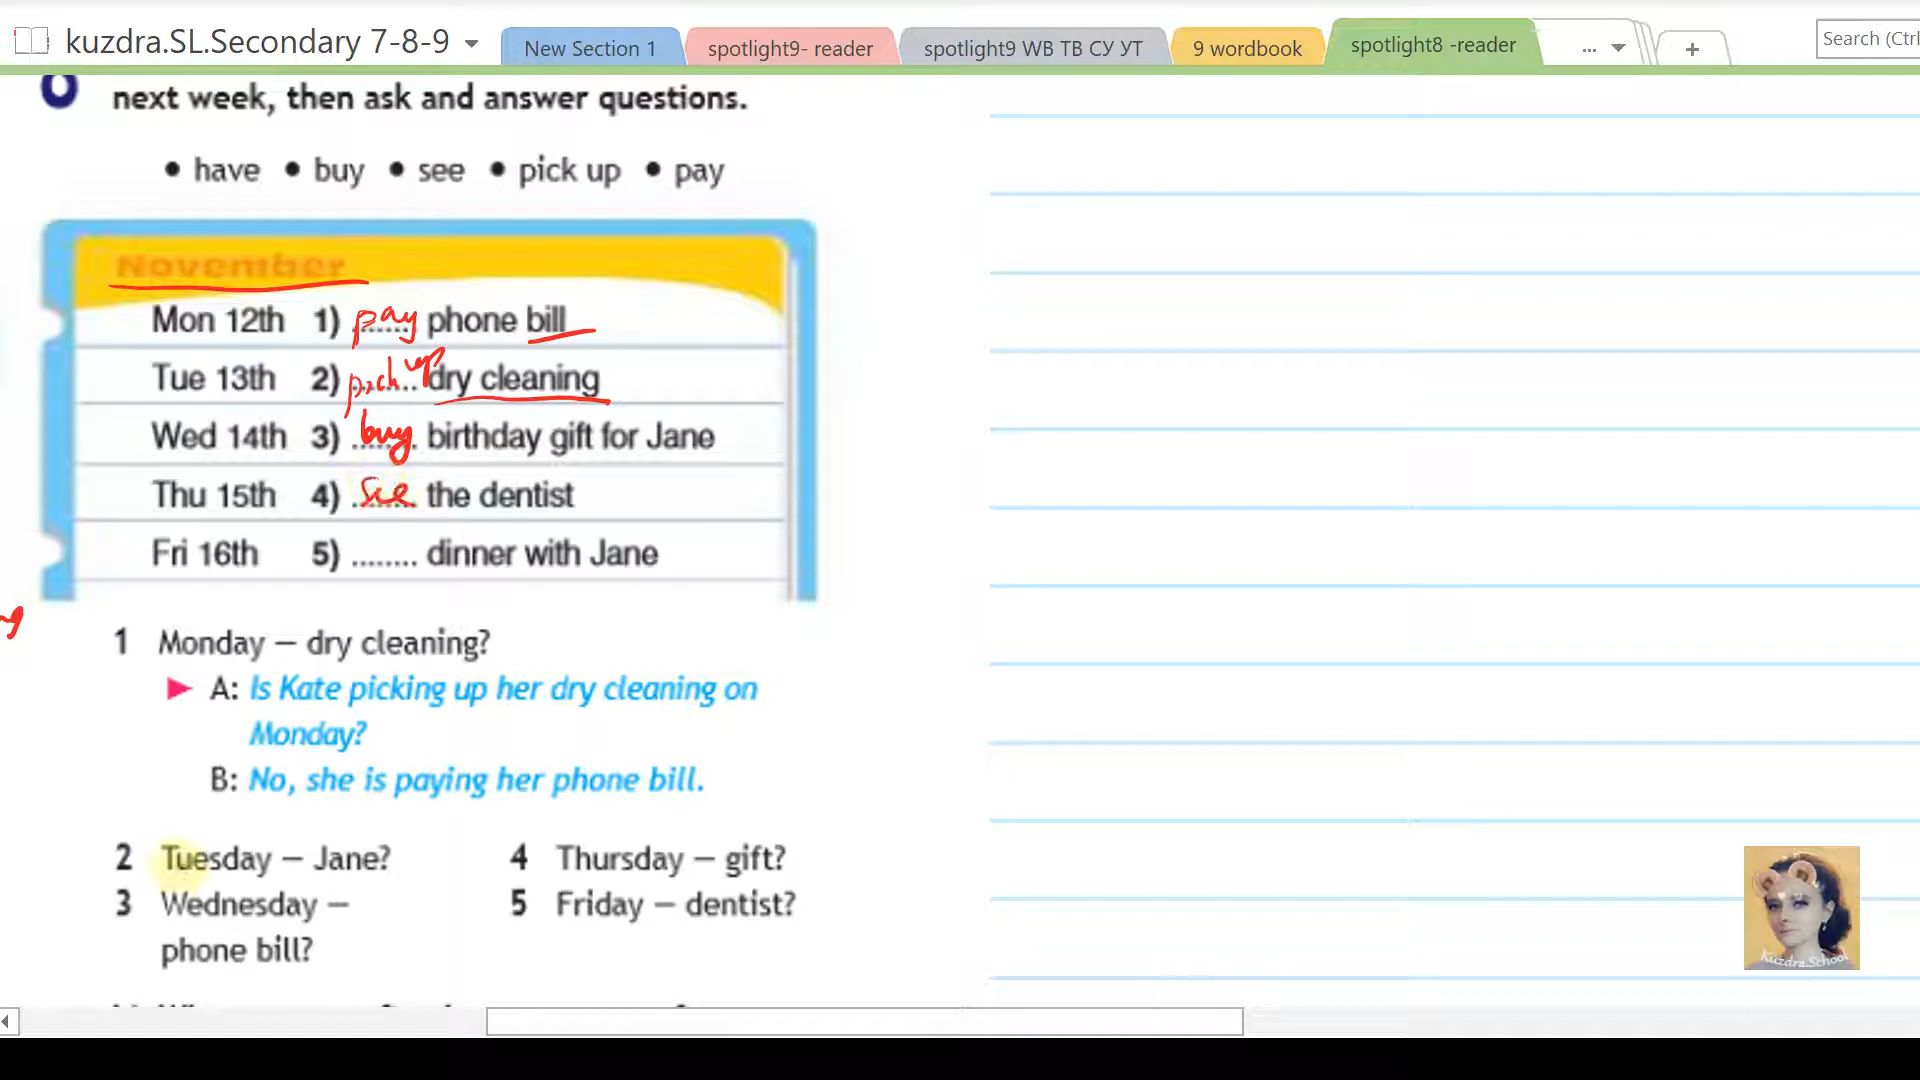 kuzdra.SL.Secondary 7-8-9
New Section 1
spotlight9- reader
spotlight9 WB TB СУ УТ
9 wordbook
spotlight8 -reader
...
+
Search (Ctrl
next week, then ask and answer questions.
• have • buy • see • pick up • pay
November
Mon 12th 1) pay phone bill
Tue 13th 2) pick up dry cleaning
Wed 14th 3) buy birthday gift for Jane
Thu 15th 4) see the dentist
Fri 16th 5) ........ dinner with Jane
1 Monday – dry cleaning?
A: Is Kate picking up her dry cleaning on
Monday?
B: No, she is paying her phone bill.
2 Tuesday – Jane?
3 Wednesday –
phone bill?
4 Thursday – gift?
5 Friday – dentist?
Kuzdra.School